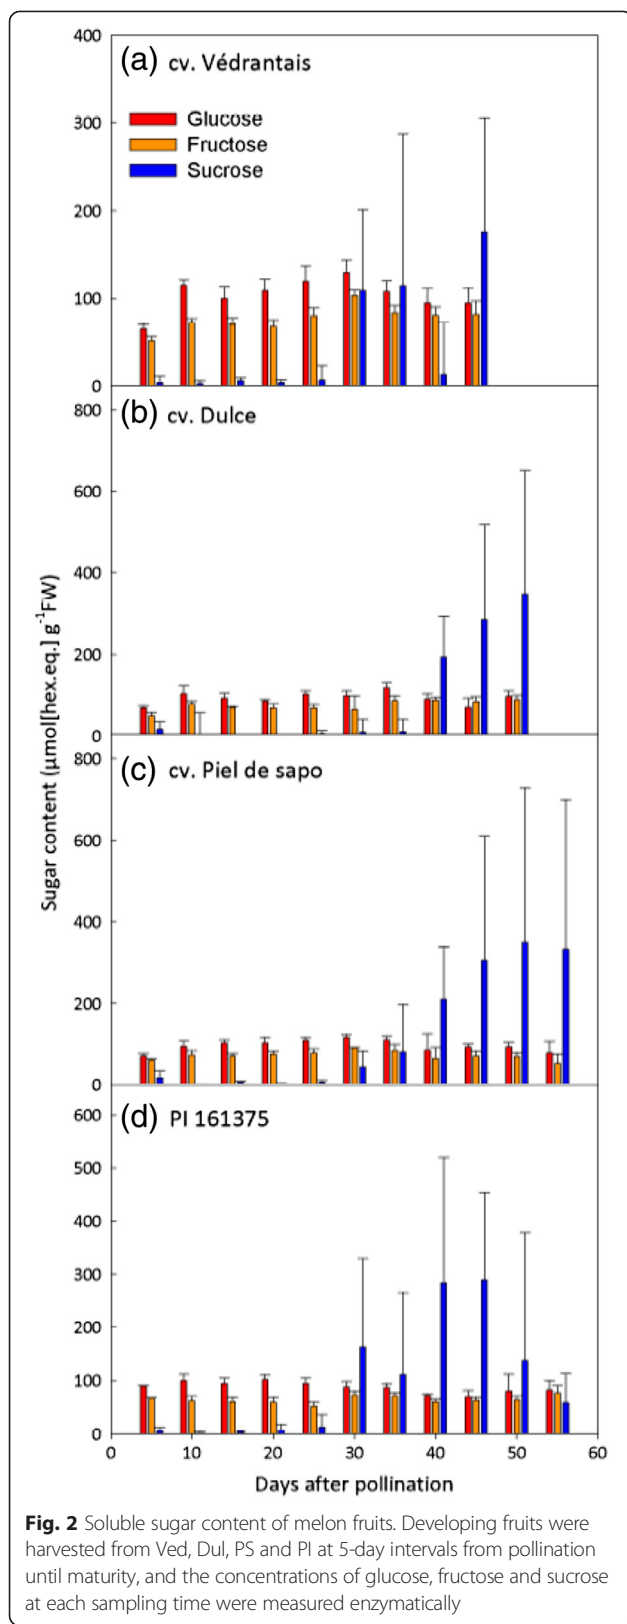 400
(a) cv. Védrantais
Glucose
300
Fructose
Sucrose
200
100
0
800
(b) cv. Dulce
600
400
200
0
800
(c) cv. Piel de sapo
600
400
200
0
600
(d) PI 161375
500
400
300
200
100
0
Sugar content (µmol[hex.eq.] g⁻¹FW)
0 10 20 30 40 50 60
Days after pollination
Fig. 2 Soluble sugar content of melon fruits. Developing fruits were
harvested from Ved, Dul, PS and PI at 5-day intervals from pollination
until maturity, and the concentrations of glucose, fructose and sucrose
at each sampling time were measured enzymatically